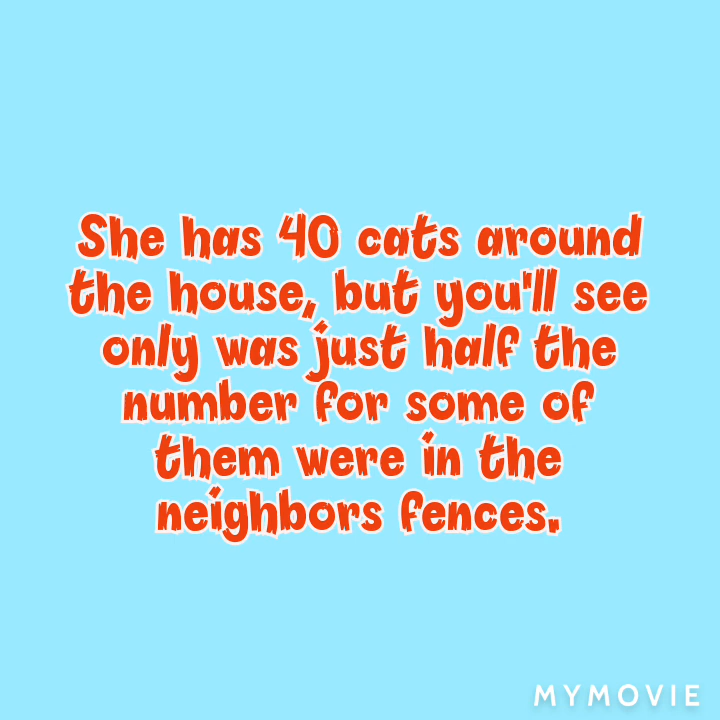 She has 40 cats around
the house, but you'll see
only was just half the
number for some of
them were in the
neighbors fences.
MYMOVIE